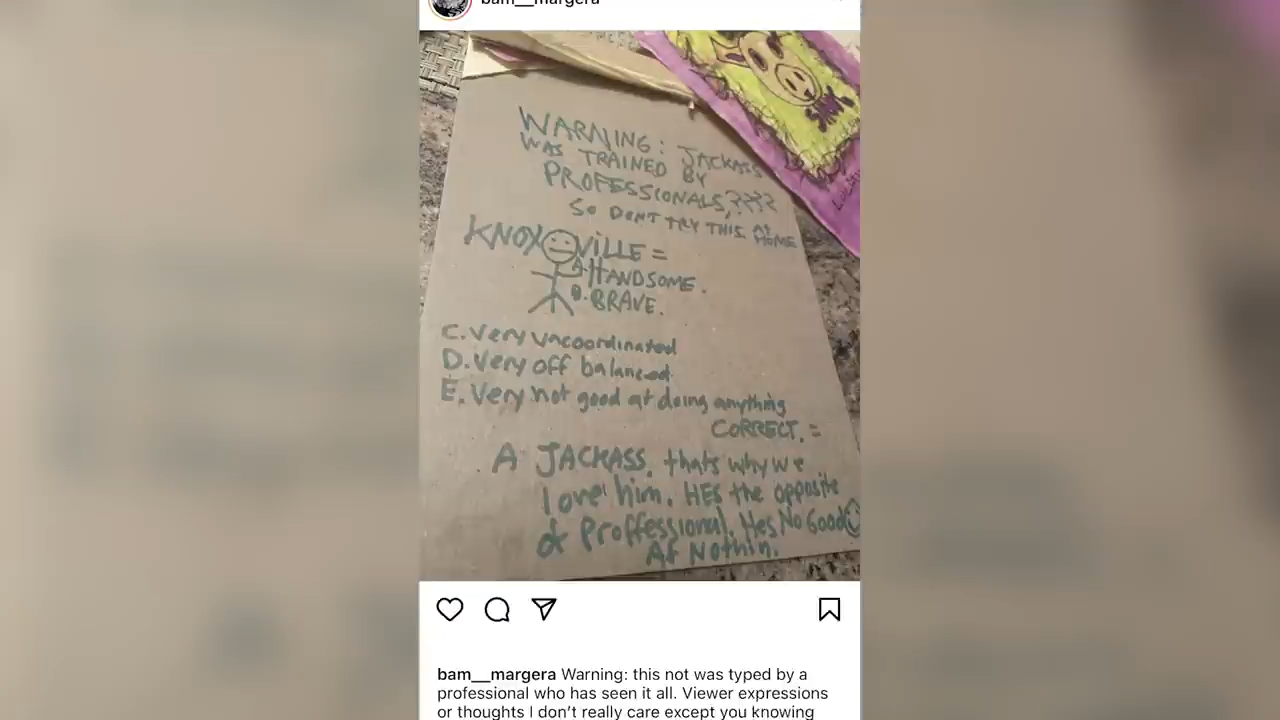 bam__margera
WARNING: JACKASS
WAS TRAINED BY
PROFESSIONALS,????
SO DONT TRY THIS AT
HOME
KNOXVILLE =
A. HANDSOME.
B. BRAVE.
C. Very uncoordinated
D. Very off balanced
E. Very not good at doing anything
CORRECT. =
A JACKASS. thats why we
love him. HES the opposite
of Proffessional. Hes No Good
At Nothin.
bam__margera Warning: this not was typed by a
professional who has seen it all. Viewer expressions
or thoughts I don’t really care except you knowing